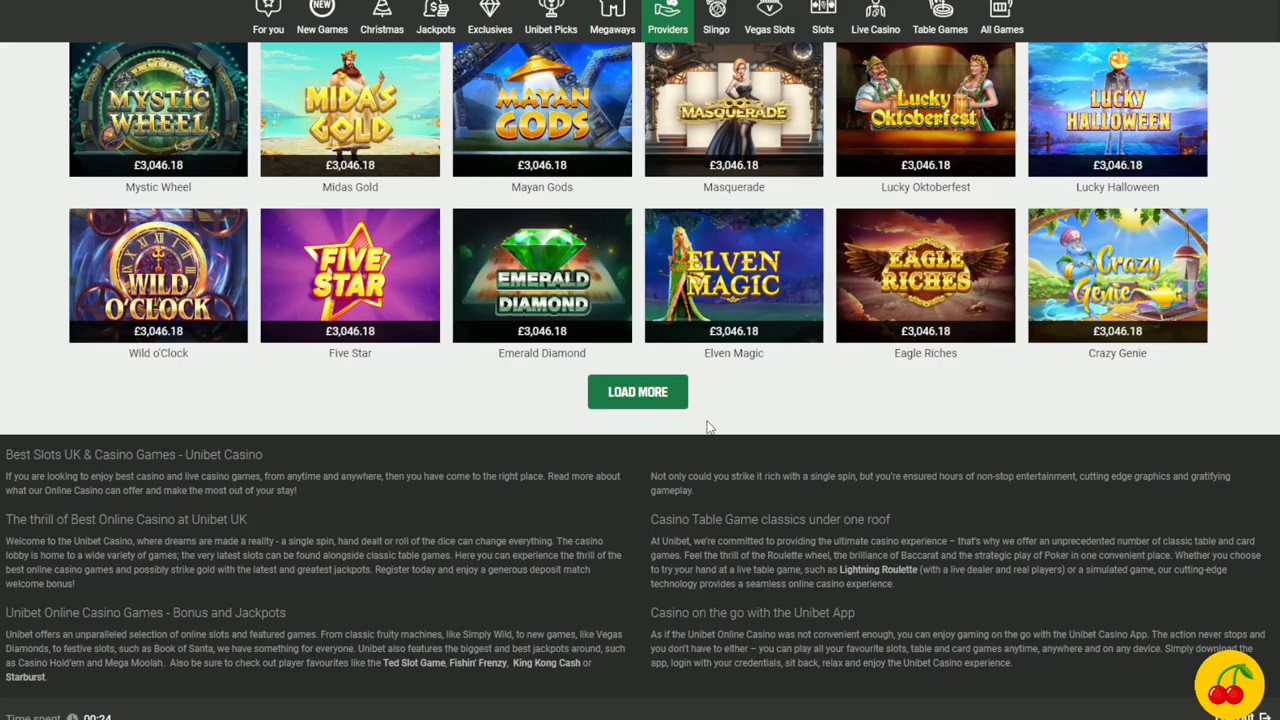 For you
NEW
New Games
Christmas
Jackpots
Exclusives
Unibet Picks
Megaways
Providers
Slingo
Vegas Slots
Slots
Live Casino
Table Games
All Games
MYSTIC
WHEEL
MIDAS
GOLD
MAYAN
GODS
MASQUERADE
Lucky
Oktoberfest
LUCKY
HALLOWEEN
£3,046.18
£3,046.18
£3,046.18
£3,046.18
£3,046.18
£3,046.18
Mystic Wheel
Midas Gold
Mayan Gods
Masquerade
Lucky Oktoberfest
Lucky Halloween
WILD
O'CLOCK
FIVE
STAR
EMERALD
DIAMOND
ELVEN
MAGIC
EAGLE
RICHES
Crazy
Genie
£3,046.18
£3,046.18
£3,046.18
£3,046.18
£3,046.18
£3,046.18
Wild o'Clock
Five Star
Emerald Diamond
Elven Magic
Eagle Riches
Crazy Genie
LOAD MORE
Best Slots UK & Casino Games - Unibet Casino
If you are looking to enjoy best casino and live casino games, from anytime and anywhere, then you have come to the right place. Read more about
what our Online Casino can offer and make the most out of your stay!
The thrill of Best Online Casino at Unibet UK
Welcome to the Unibet Casino, where dreams are made a reality - a single spin, hand dealt or roll of the dice can change everything. The casino
lobby is home to a wide variety of games; the very latest slots can be found alongside classic table games. Here you can experience the thrill of the
best online casino games and possibly strike gold with the latest and greatest jackpots. Register today and enjoy a generous deposit match
welcome bonus!
Unibet Online Casino Games - Bonus and Jackpots
Unibet offers an unparalleled selection of online slots and featured games. From classic fruity machines, like Simply Wild, to new games, like Vegas
Diamonds, to festive slots, such as Book of Santa, we have something for everyone. Unibet also features the biggest and best jackpots around, such
as Casino Hold'em and Mega Moolah. Also be sure to check out player favourites like the Ted Slot Game, Fishin' Frenzy, King Kong Cash or
Starburst.
Not only could you strike it rich with a single spin, but you're ensured hours of non-stop entertainment, cutting edge graphics and gratifying
gameplay.
Casino Table Game classics under one roof
At Unibet, we're committed to providing the ultimate casino experience – that's why we offer an unprecedented number of classic table and card
games. Feel the thrill of the Roulette wheel, the brilliance of Baccarat and the strategic play of Poker in one convenient place. Whether you choose
to try your hand at a live table game, such as Lightning Roulette (with a live dealer and real players) or a simulated game, our cutting-edge
technology provides a seamless online casino experience.
Casino on the go with the Unibet App
As if the Unibet Online Casino was not convenient enough, you can enjoy gaming on the go with the Unibet Casino App. The action never stops and
you don't have to either – you can play all your favourite slots, table and card games anytime, anywhere and on any device. Simply download the
app, login with your credentials, sit back, relax and enjoy the Unibet Casino experience.
Time spent 00:24